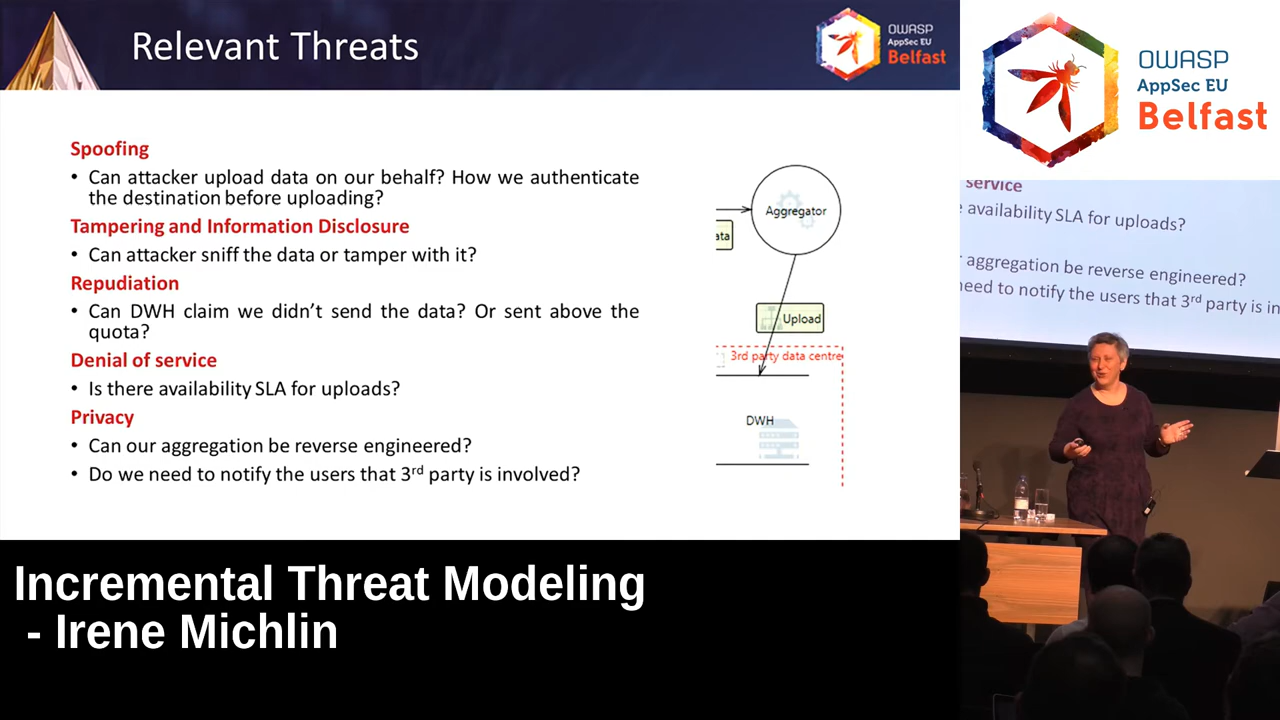 Relevant Threats
OWASP
AppSec EU
Belfast
Spoofing
• Can attacker upload data on our behalf? How we authenticate
the destination before uploading?
Tampering and Information Disclosure
• Can attacker sniff the data or tamper with it?
Repudiation
• Can DWH claim we didn't send the data? Or sent above the
quota?
Denial of service
• Is there availability SLA for uploads?
Privacy
• Can our aggregation be reverse engineered?
• Do we need to notify the users that 3rd party is involved?
Aggregator
ata
Upload
3rd party data centre
DWH
OWASP
AppSec EU
Belfast
service
e availability SLA for uploads?
r aggregation be reverse engineered?
need to notify the users that 3rd party is in
Incremental Threat Modeling
- Irene Michlin